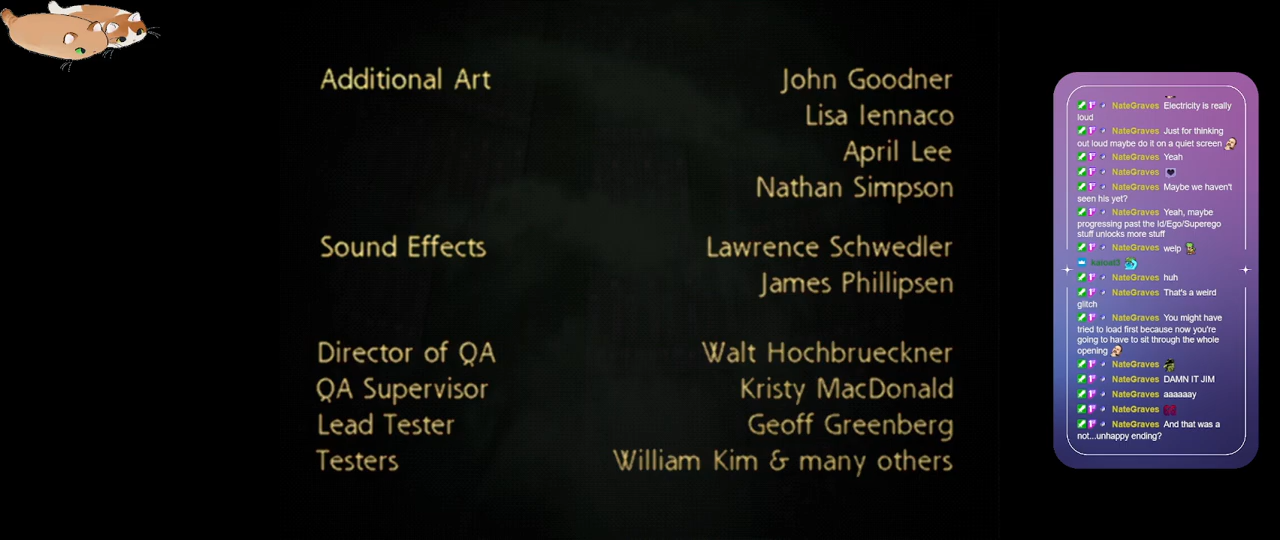 Additional Art
John Goodner
Lisa Iennaco
April Lee
Nathan Simpson
Sound Effects
Lawrence Schwedler
James Phillipsen
Director of QA
Walt Hochbrueckner
QA Supervisor
Kristy MacDonald
Lead Tester
Geoff Greenberg
Testers
William Kim & many others
NateGraves Electricity is really
loud
NateGraves Just for thinking
out loud maybe do it on a quiet screen
NateGraves Yeah
NateGraves
NateGraves Maybe we haven't
seen his yet?
NateGraves Yeah, maybe
progressing past the Id/Ego/Superego
stuff unlocks more stuff
NateGraves welp
NateGraves huh
NateGraves That's a weird
glitch
NateGraves You might have
tried to load first because now you're
going to have to sit through the whole
opening
NateGraves
NateGraves DAMN IT JIM
NateGraves aaaaaay
NateGraves
NateGraves And that was a
not...unhappy ending?